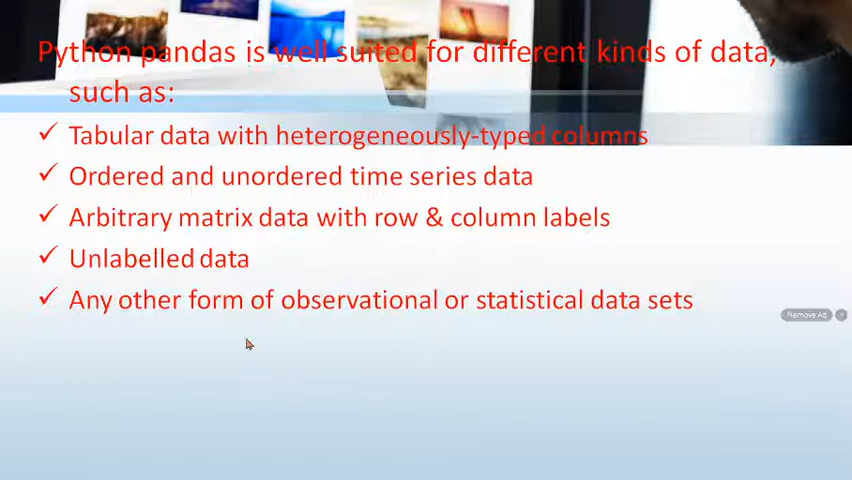 Python pandas is well suited for different kinds of data,
such as:
✓ Tabular data with heterogeneously-typed columns
✓ Ordered and unordered time series data
✓ Arbitrary matrix data with row & column labels
✓ Unlabelled data
✓ Any other form of observational or statistical data sets
Remove Ad